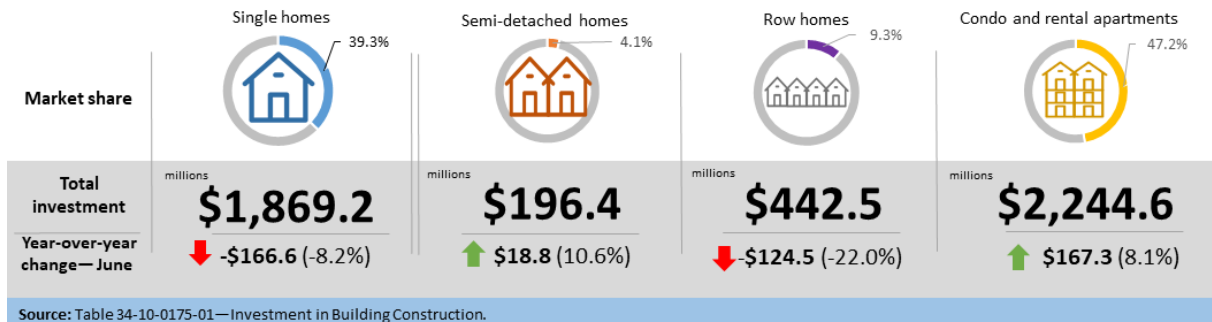 Single homes
39.3%
Semi-detached homes
4.1%
Row homes
9.3%
Condo and rental apartments
47.2%
Market share
Total
investment
millions
$1,869.2
millions
$196.4
millions
$442.5
millions
$2,244.6
Year-over-year
change— June
-$166.6 (-8.2%)
$18.8 (10.6%)
-$124.5 (-22.0%)
$167.3 (8.1%)
Source: Table 34-10-0175-01—Investment in Building Construction.